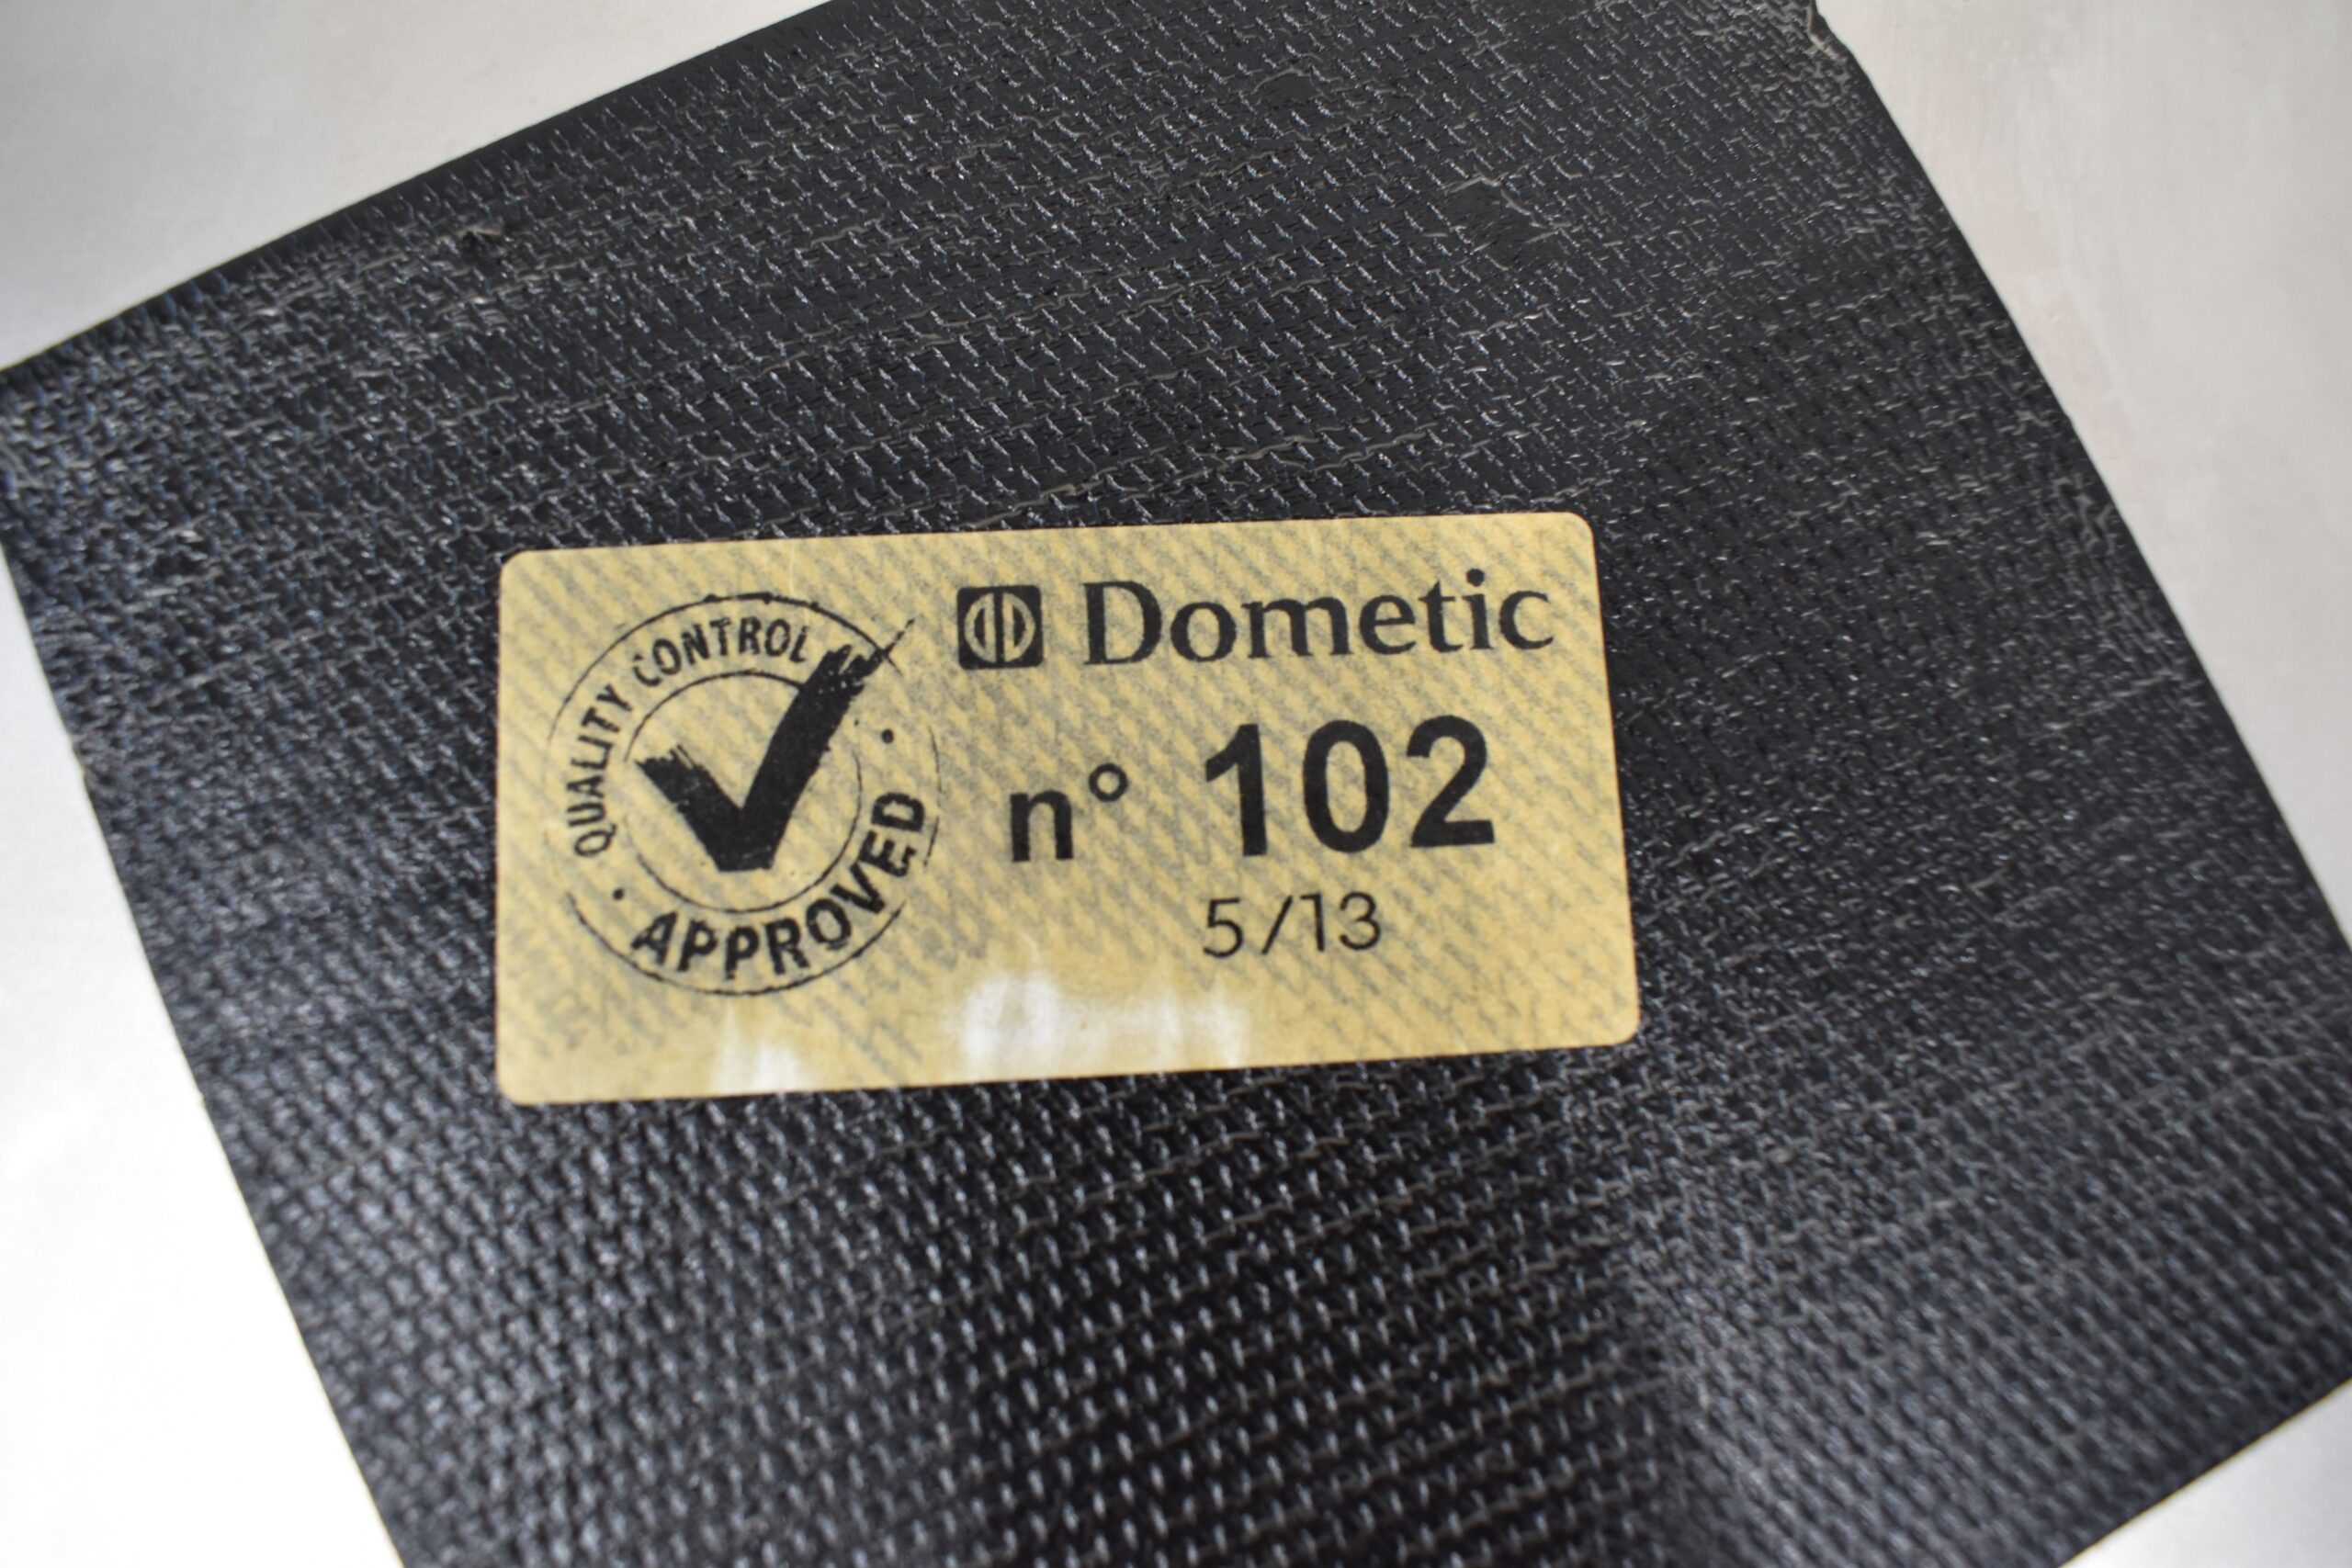 QUALITY CONTROL
· APPROVED ·
Dometic
n° 102
5/13